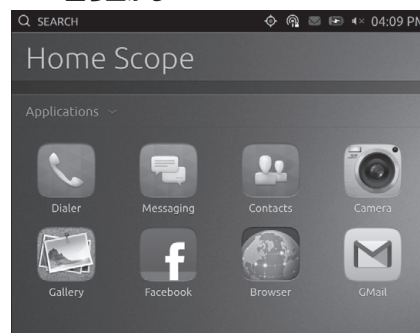 SEARCH 04:09 PM
Home Scope
Applications
Dialer Messaging Contacts Camera
Gallery Facebook Browser GMail